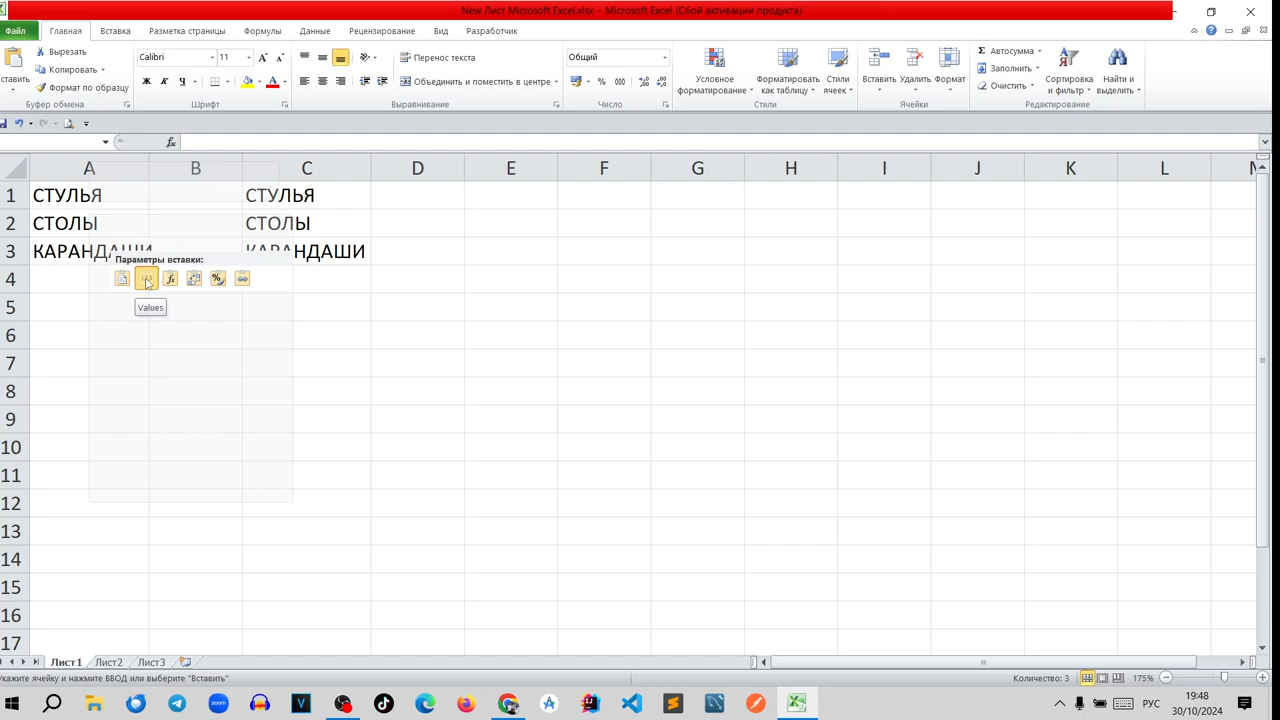 New Лист Microsoft Excel.xlsx – Microsoft Excel (Сбой активации продукта)
Файл Главная Вставка Разметка страницы Формулы Данные Рецензирование Вид Разработчик
Вырезать
Копировать
Формат по образцу
ставить
Буфер обмена
Calibri 11
Ж К Ч
Шрифт
Перенос текста
Объединить и поместить в центре
Выравнивание
Общий
% 000
Число
Условное форматирование
Форматировать как таблицу
Стили ячеек
Стили
Вставить Удалить Формат
Ячейки
Σ Автосумма
Заполнить
Очистить
Сортировка и фильтр
Найти и выделить
Редактирование
fx
A B C D E F G H I J K L
1 СТУЛЬЯ СТУЛЬЯ
2 СТОЛЫ СТОЛЫ
3 КАРАНДАШИ КАРАНДАШИ
Параметры вставки:
Values
4
5
6
7
8
9
10
11
12
13
14
15
16
17
Лист1 Лист2 Лист3
Укажите ячейку и нажмите ВВОД или выберите "Вставить" Количество: 3 175%
zoom РУС 19:48
30/10/2024